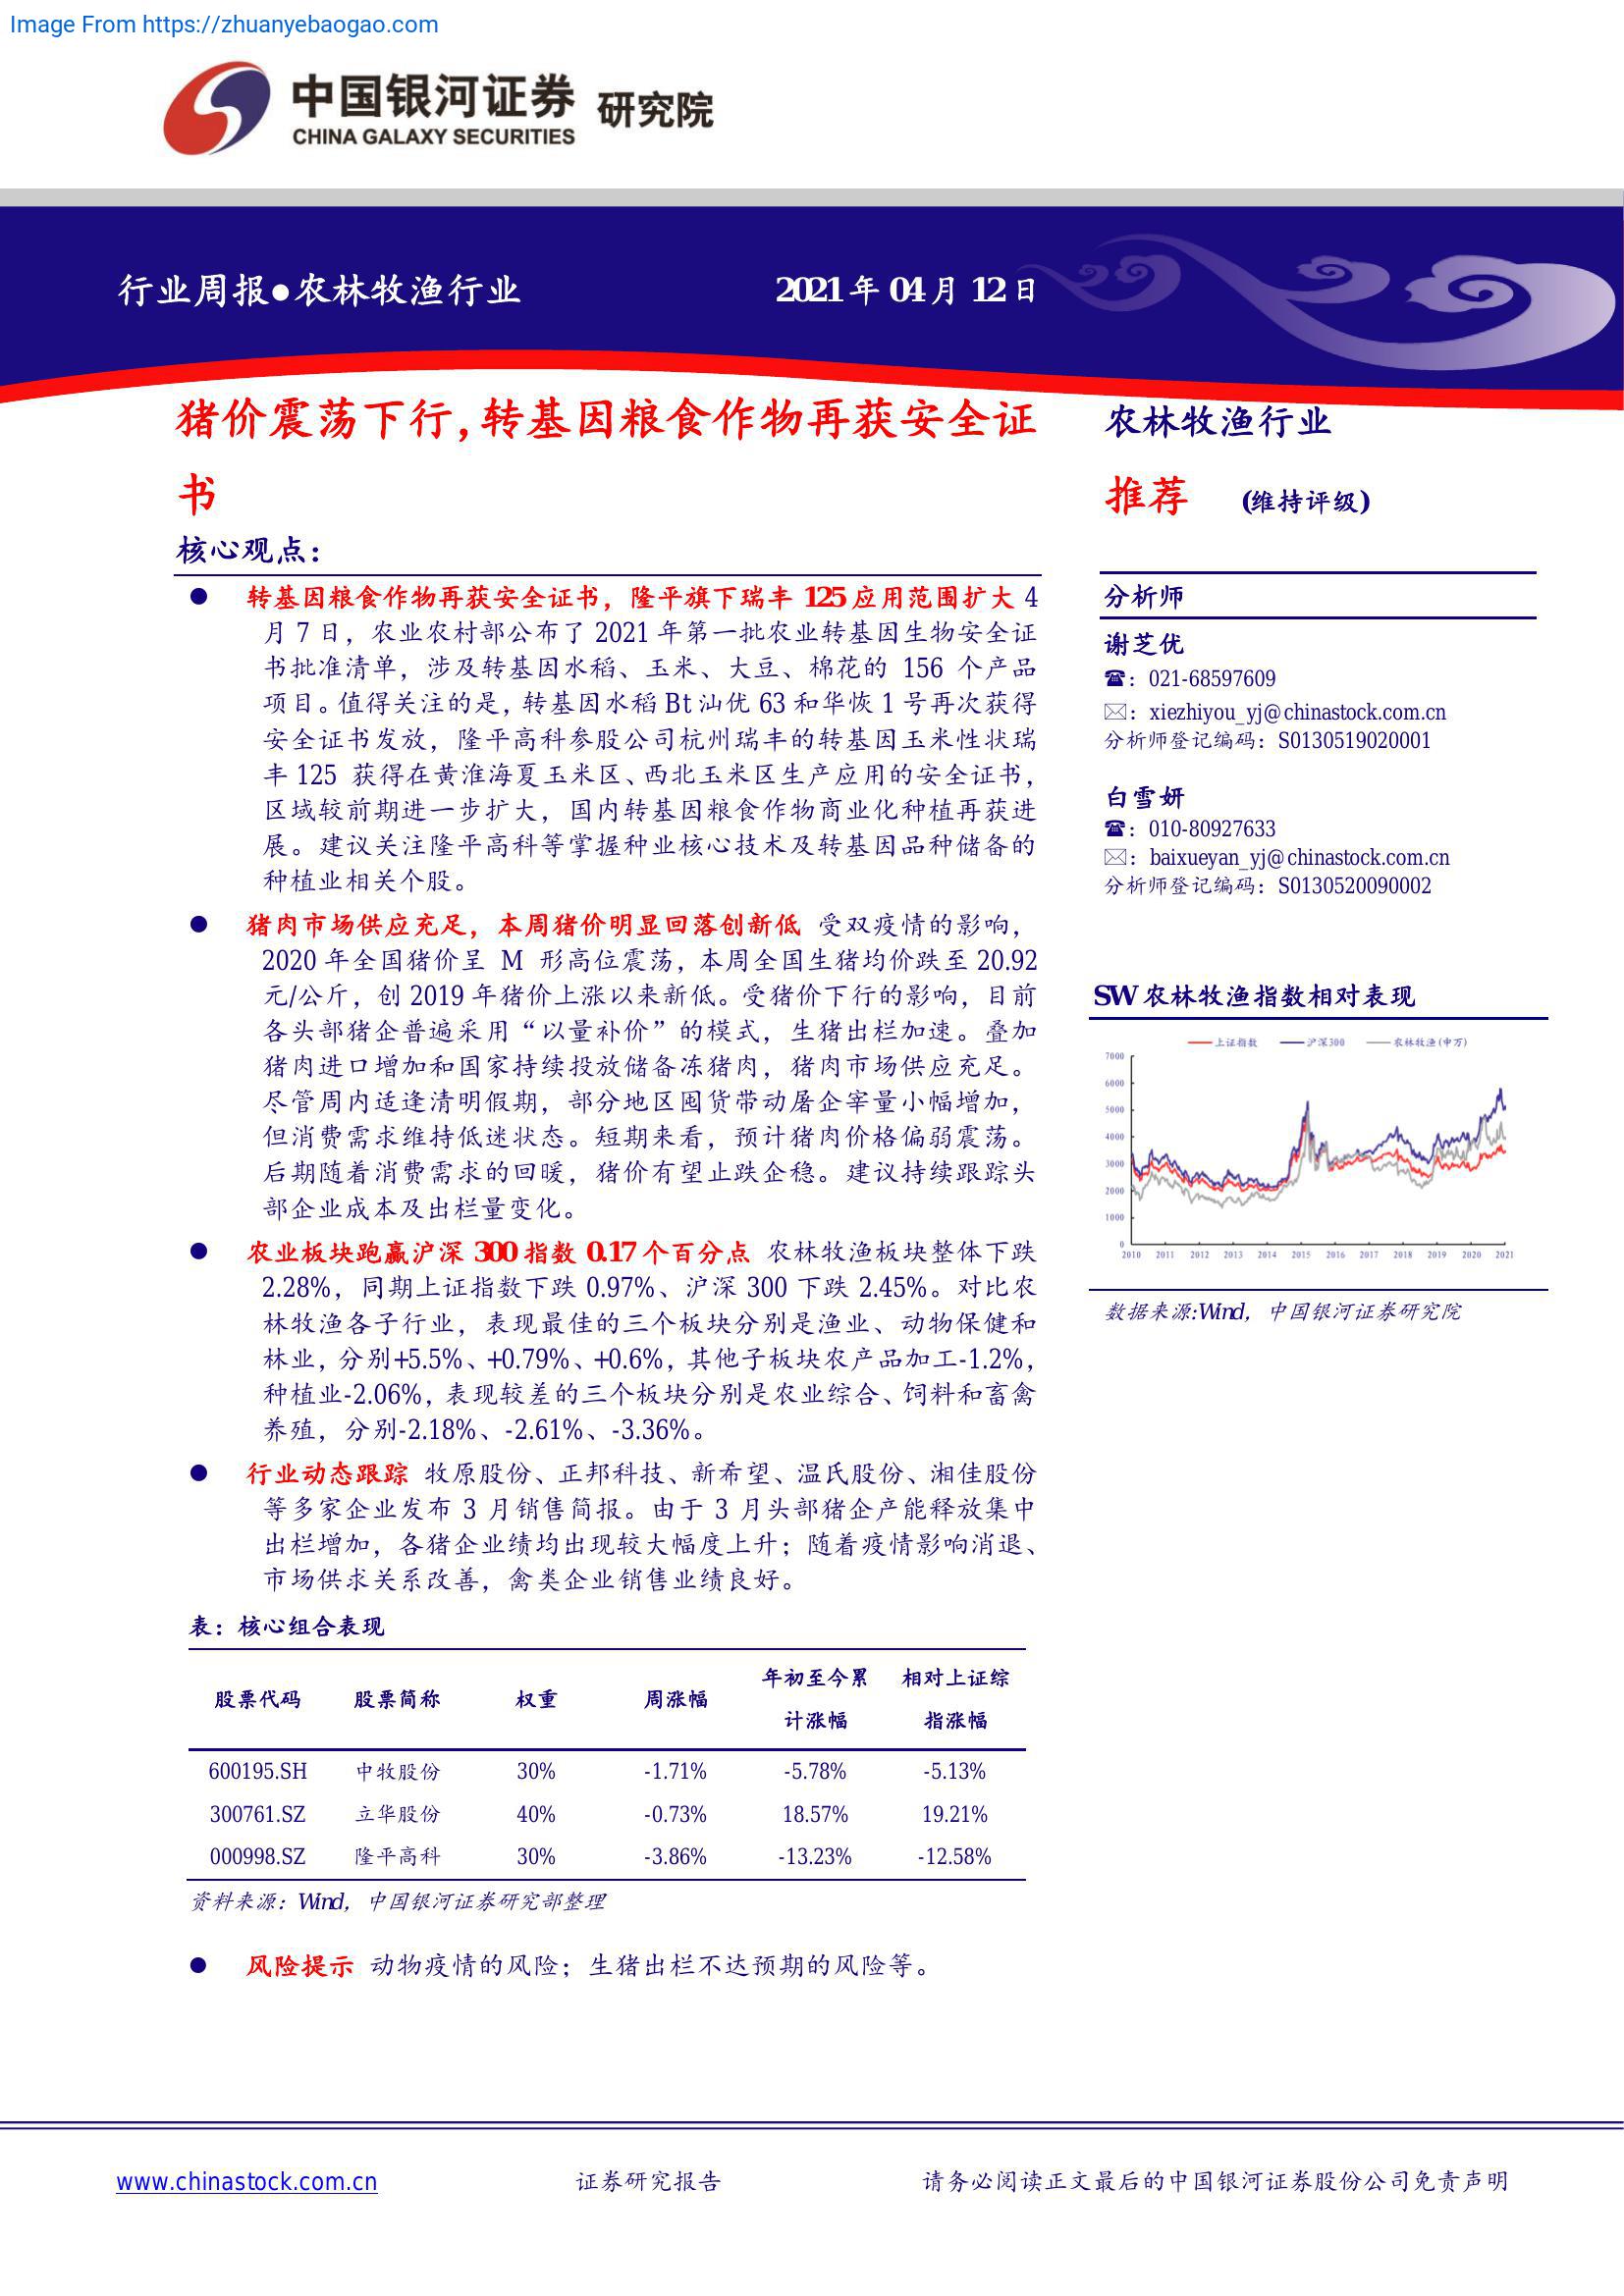 Image From https://zhuanyebaogao.com
中国银河证券 研究院
CHINA GALAXY SECURITIES
行业周报●农林牧渔行业 2021 年 04 月 12 日
猪价震荡下行，转基因粮食作物再获安全证
书
核心观点：
● 转基因粮食作物再获安全证书，隆平旗下瑞丰 125 应用范围扩大 4
月 7 日，农业农村部公布了 2021 年第一批农业转基因生物安全证
书批准清单，涉及转基因水稻、玉米、大豆、棉花的 156 个产品
项目。值得关注的是，转基因水稻 Bt 汕优 63 和华恢 1 号再次获得
安全证书发放，隆平高科参股公司杭州瑞丰的转基因玉米性状瑞
丰 125 获得在黄淮海夏玉米区、西北玉米区生产应用的安全证书，
区域较前期进一步扩大，国内转基因粮食作物商业化种植再获进
展。建议关注隆平高科等掌握种业核心技术及转基因品种储备的
种植业相关个股。
● 猪肉市场供应充足，本周猪价明显回落创新低 受双疫情的影响，
2020 年全国猪价呈 M 形高位震荡，本周全国生猪均价跌至 20.92
元/公斤，创 2019 年猪价上涨以来新低。受猪价下行的影响，目前
各头部猪企普遍采用“以量补价”的模式，生猪出栏加速。叠加
猪肉进口增加和国家持续投放储备冻猪肉，猪肉市场供应充足。
尽管周内适逢清明假期，部分地区囤货带动屠企宰量小幅增加，
但消费需求维持低迷状态。短期来看，预计猪肉价格偏弱震荡。
后期随着消费需求的回暖，猪价有望止跌企稳。建议持续跟踪头
部企业成本及出栏量变化。
● 农业板块跑赢沪深 300 指数 0.17 个百分点 农林牧渔板块整体下跌
2.28%，同期上证指数下跌 0.97%、沪深 300 下跌 2.45%。对比农
林牧渔各子行业，表现最佳的三个板块分别是渔业、动物保健和
林业，分别+5.5%、+0.79%、+0.6%，其他子板块农产品加工-1.2%，
种植业-2.06%，表现较差的三个板块分别是农业综合、饲料和畜禽
养殖，分别-2.18%、-2.61%、-3.36%。
● 行业动态跟踪 牧原股份、正邦科技、新希望、温氏股份、湘佳股份
等多家企业发布 3 月销售简报。由于 3 月头部猪企产能释放集中
出栏增加，各猪企业绩均出现较大幅度上升；随着疫情影响消退、
市场供求关系改善，禽类企业销售业绩良好。
表：核心组合表现
股票代码 股票简称 权重 周涨幅 年初至今累计涨幅 相对上证综指涨幅
600195.SH 中牧股份 30% -1.71% -5.78% -5.13%
300761.SZ 立华股份 40% -0.73% 18.57% 19.21%
000998.SZ 隆平高科 30% -3.86% -13.23% -12.58%
资料来源：Wind，中国银河证券研究部整理
● 风险提示 动物疫情的风险；生猪出栏不达预期的风险等。
农林牧渔行业
推荐 (维持评级)
分析师
谢芝优
☎：021-68597609
✉：xiezhiyou_yj@chinastock.com.cn
分析师登记编码：S0130519020001
白雪妍
☎：010-80927633
✉：baixueyan_yj@chinastock.com.cn
分析师登记编码：S0130520090002
SW 农林牧渔指数相对表现
上证指数 沪深300 农林牧渔(申万)
7000
6000
5000
4000
3000
2000
1000
0
2010 2011 2012 2013 2014 2015 2016 2017 2018 2019 2020 2021
数据来源:Wind，中国银河证券研究院
www.chinastock.com.cn 证券研究报告 请务必阅读正文最后的中国银河证券股份公司免责声明